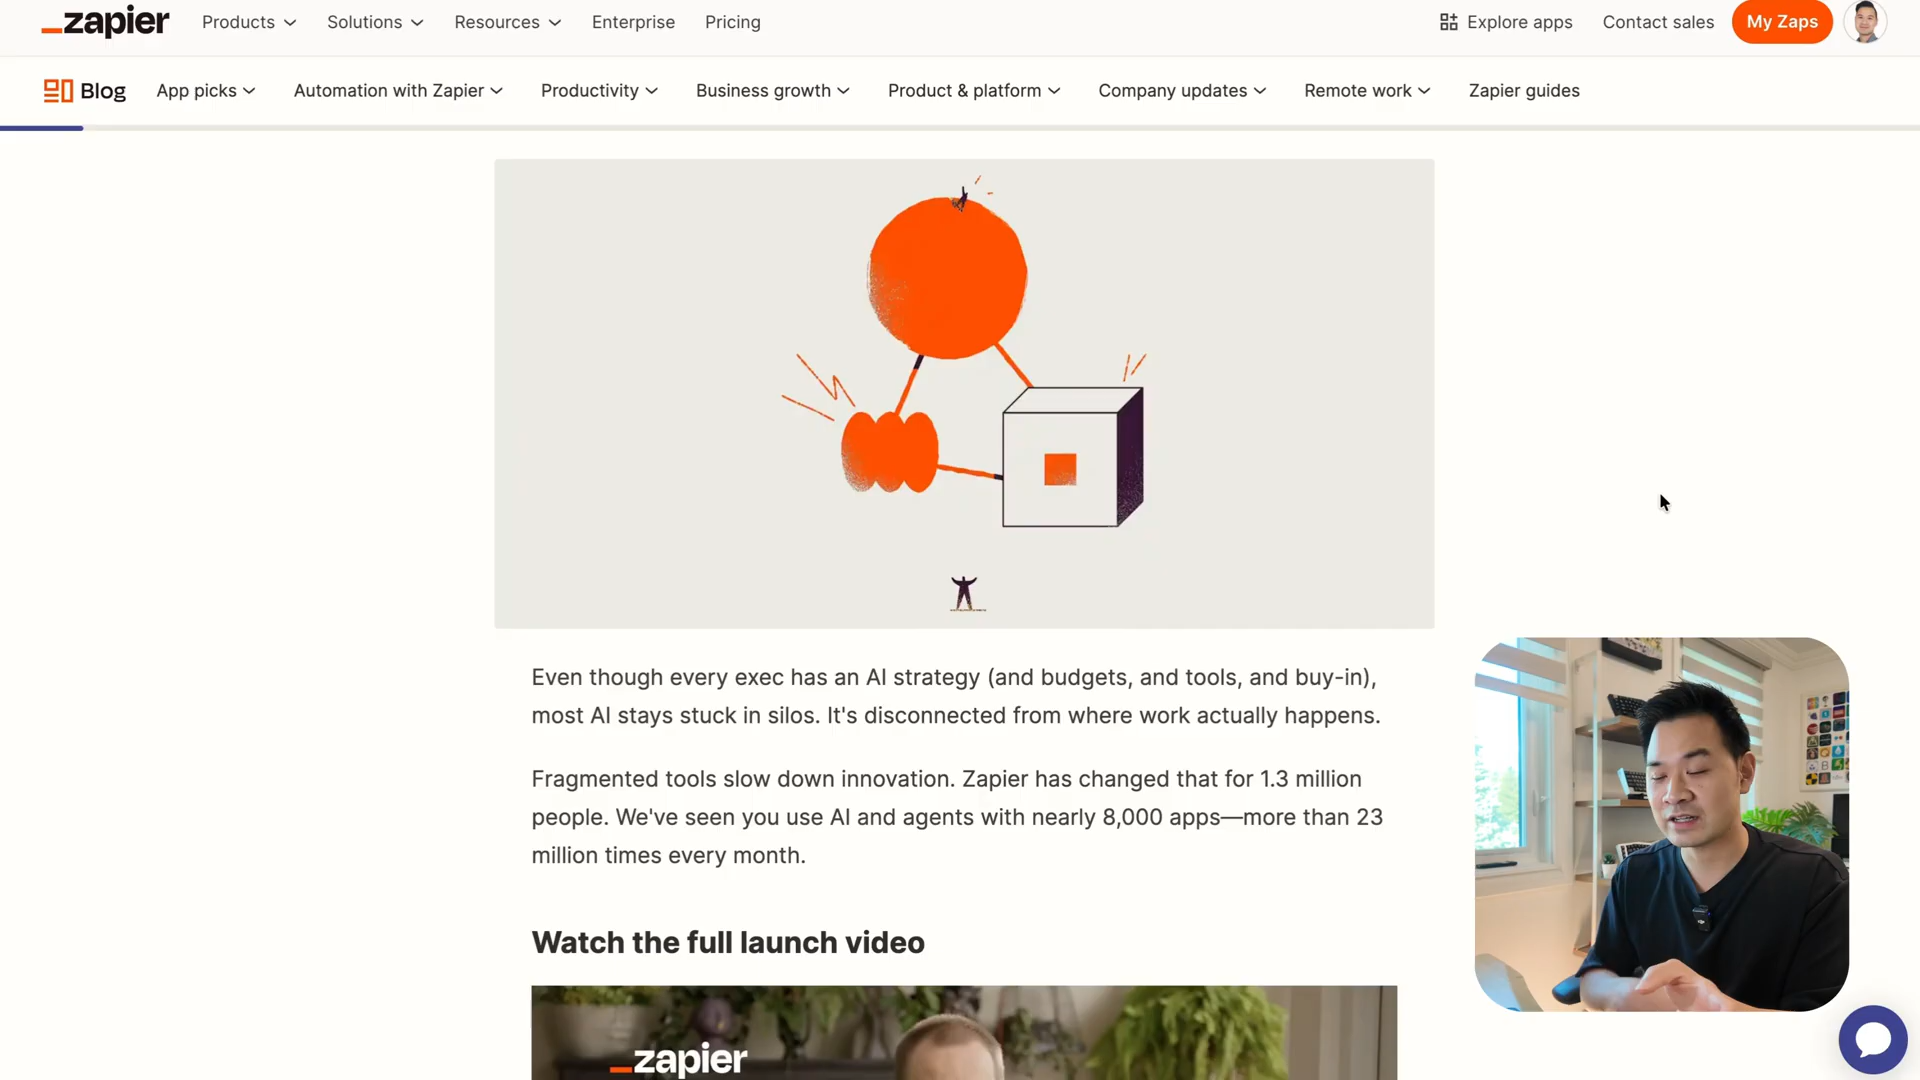 zapier
Products
Solutions
Resources
Enterprise
Pricing
Explore apps
Contact sales
My Zaps
Blog
App picks
Automation with Zapier
Productivity
Business growth
Product & platform
Company updates
Remote work
Zapier guides
Even though every exec has an AI strategy (and budgets, and tools, and buy-in),
most AI stays stuck in silos. It's disconnected from where work actually happens.
Fragmented tools slow down innovation. Zapier has changed that for 1.3 million
people. We've seen you use AI and agents with nearly 8,000 apps—more than 23
million times every month.
Watch the full launch video
zapier